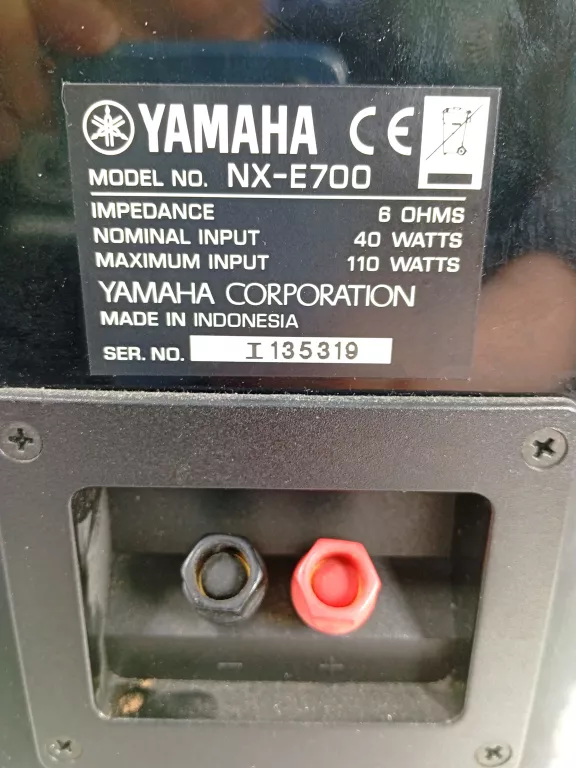 YAMAHA CE
MODEL NO. NX-E700
IMPEDANCE 6 OHMS
NOMINAL INPUT 40 WATTS
MAXIMUM INPUT 110 WATTS
YAMAHA CORPORATION
MADE IN INDONESIA
SER. NO. I 135319
− +